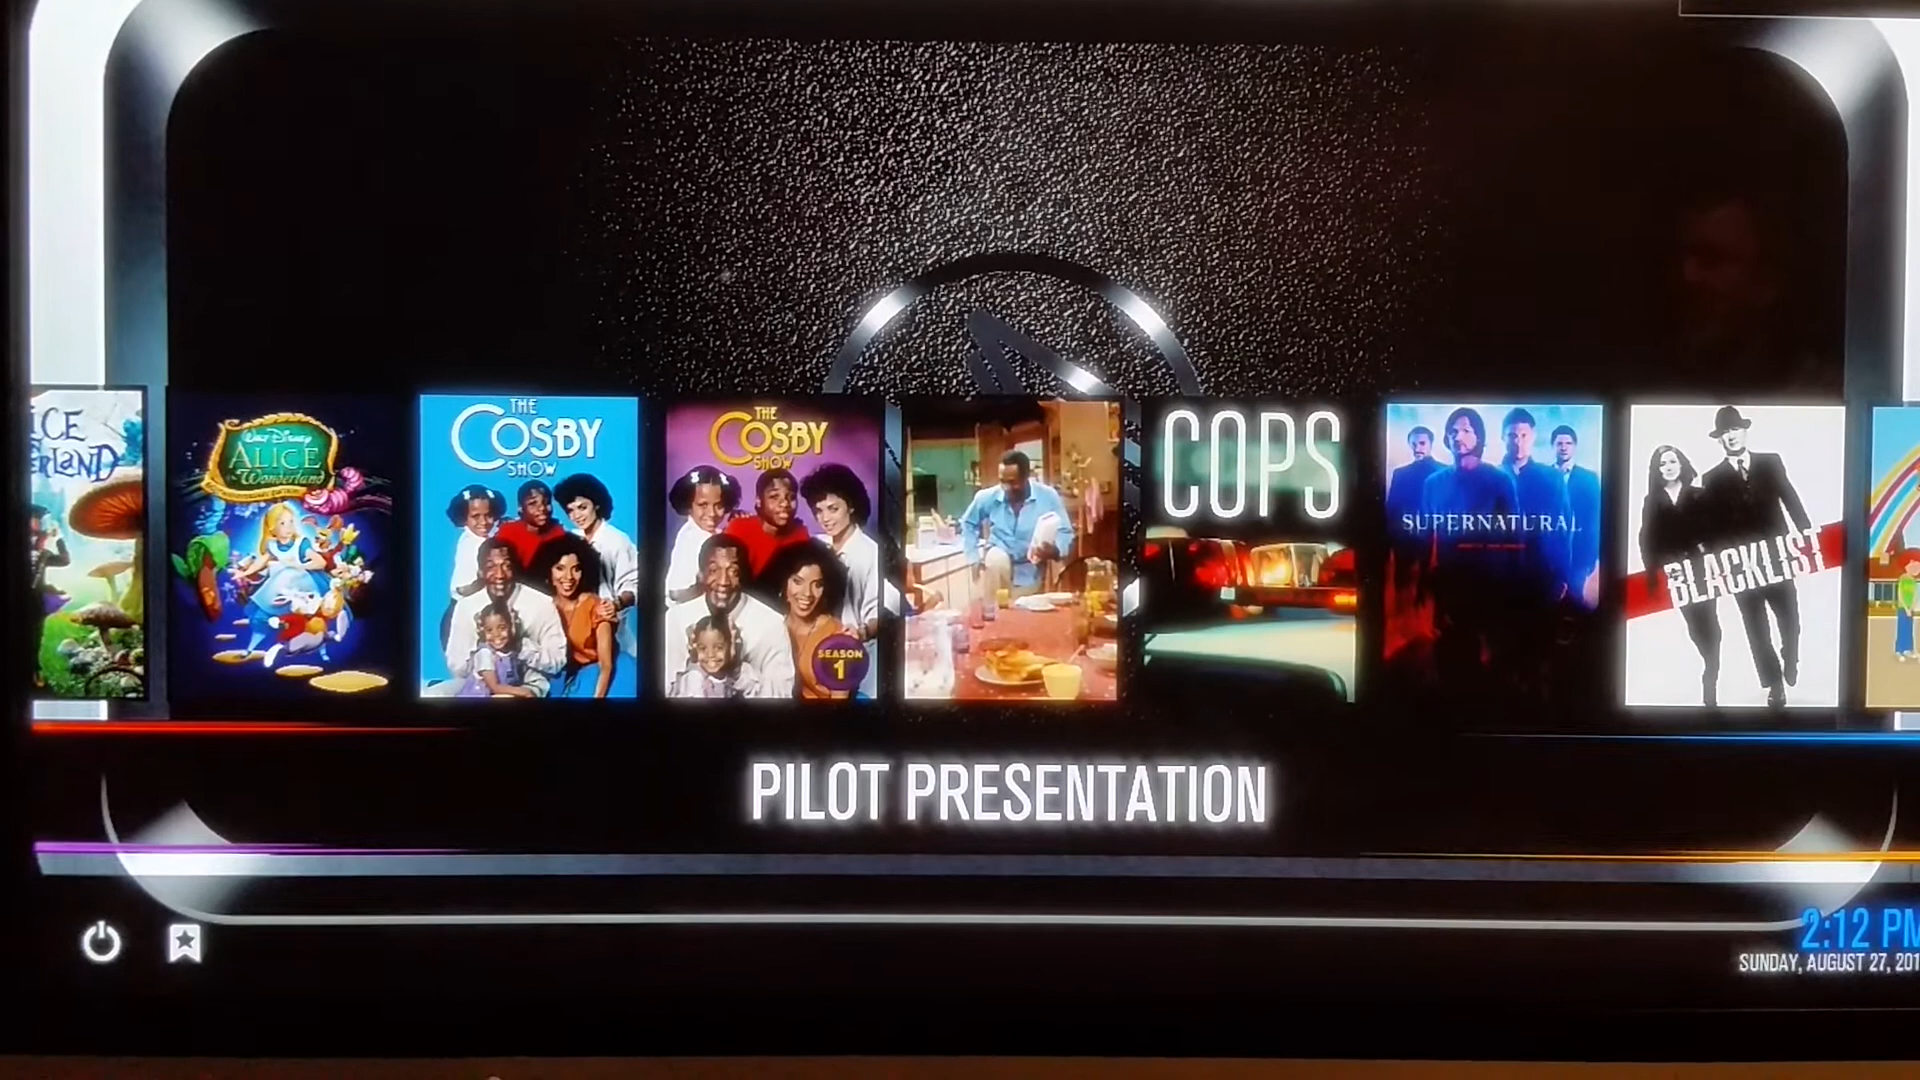 ICE
ERLAND
Walt Disney
ALICE
in Wonderland
THE
COSBY
SHOW
THE
COSBY
SHOW
SEASON
1
COPS
SUPERNATURAL
BLACKLIST
PILOT PRESENTATION
2:12 PM
SUNDAY, AUGUST 27, 201